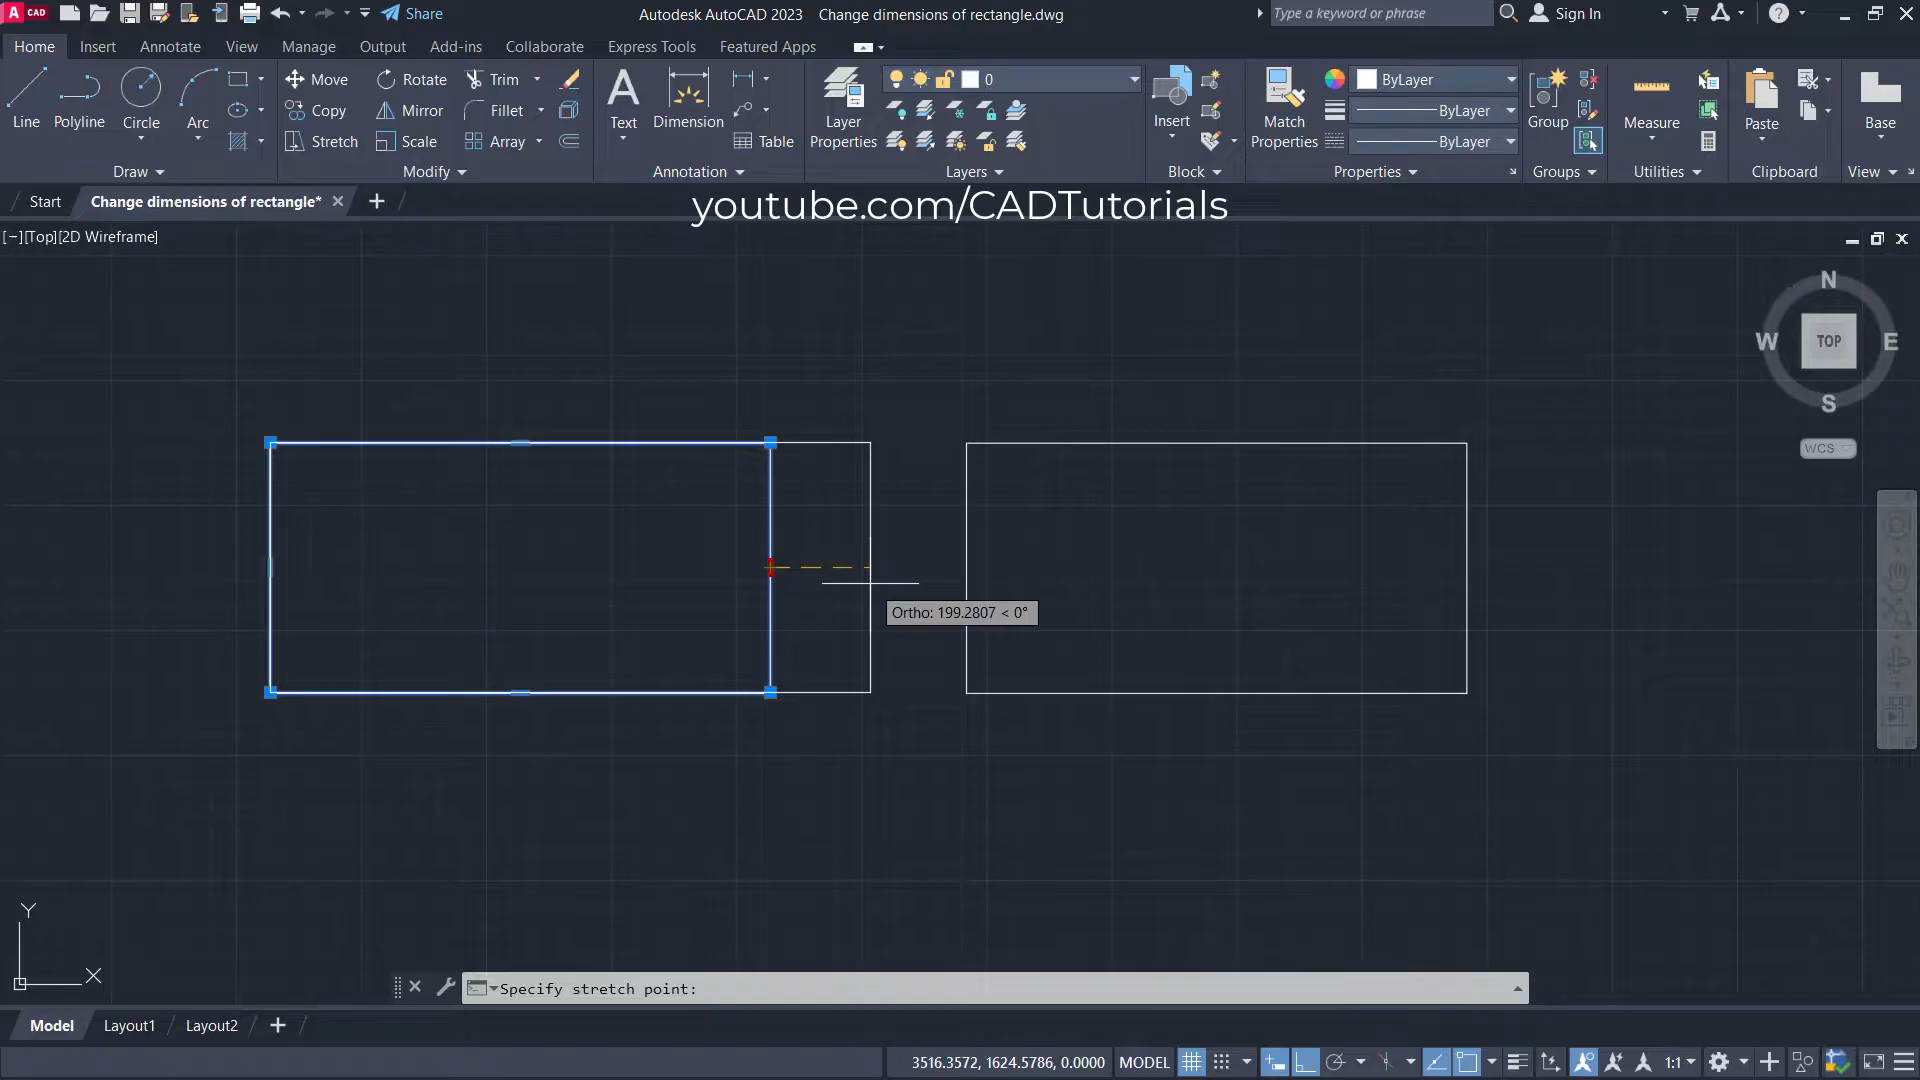 CAD
Share
Autodesk AutoCAD 2023 Change dimensions of rectangle.dwg
Type a keyword or phrase
Sign In
Home Insert Annotate View Manage Output Add-ins Collaborate Express Tools Featured Apps
Line Polyline Circle Arc
Move Rotate Trim
Copy Mirror Fillet
Stretch Scale Array
Text Dimension Table
Layer Properties
0
Insert
Match Properties
ByLayer
ByLayer
ByLayer
Group
Measure
Paste
Base
Draw Modify Annotation Layers Block Properties Groups Utilities Clipboard View
Start Change dimensions of rectangle*
youtube.com/CADTutorials
[−][Top][2D Wireframe]
N
W TOP E
S
WCS
Ortho: 199.2807 < 0°
Y
X
Specify stretch point:
Model Layout1 Layout2
3516.3572, 1624.5786, 0.0000 MODEL 1:1